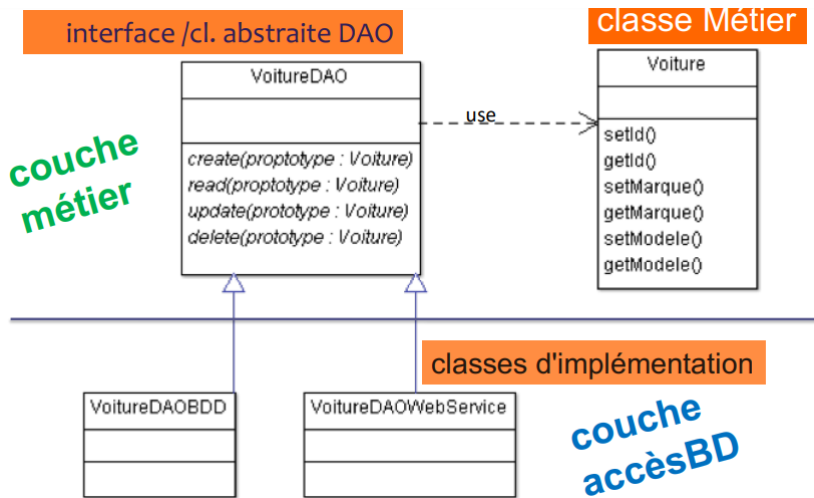 interface /cl. abstraite DAO
classe Métier
VoitureDAO
Voiture
use
create(proptotype : Voiture)
read(proptotype : Voiture)
update(prototype : Voiture)
delete(prototype : Voiture)
setId()
getId()
setMarque()
getMarque()
setModele()
getModele()
couche
métier
classes d'implémentation
VoitureDAOBDD
VoitureDAOWebService
couche
accèsBD